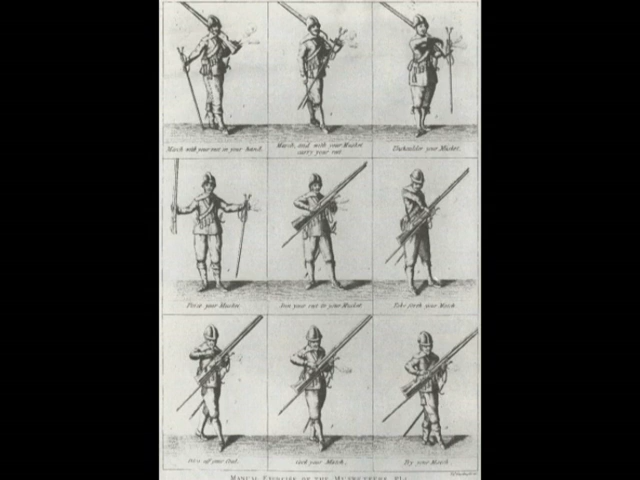 March with your rest in your hand.
March, and with your Musket
carry your rest.
Unshoulder your Musket.
Poise your Musket
Join your rest to your Musket
Take forth your Match
off your Coal.
Cock your Match.
Try your Match.
MANUAL EXERCISE OF THE MUSKETEERS Pl.